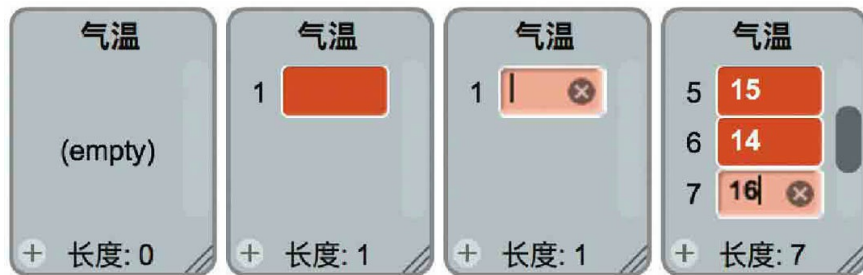 气温
(empty)
+ 长度: 0
气温
1
+ 长度: 1
气温
1
+ 长度: 1
气温
5 15
6 14
7 16
+ 长度: 7